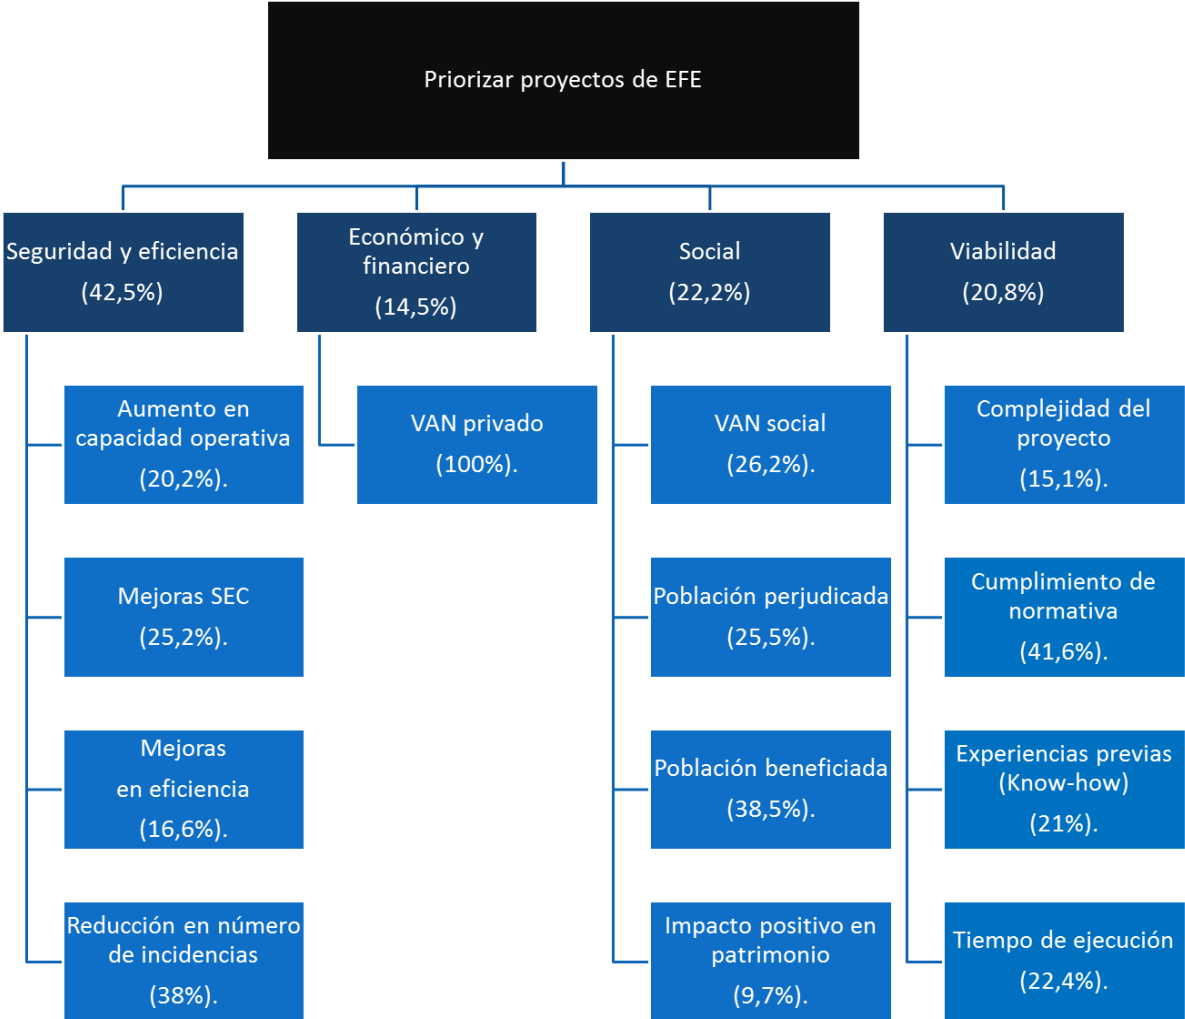 Priorizar proyectos de EFE
Seguridad y eficiencia
(42,5%)
Económico y
financiero
(14,5%)
Social
(22,2%)
Viabilidad
(20,8%)
Aumento en
capacidad operativa
(20,2%).
Mejoras SEC
(25,2%).
Mejoras
en eficiencia
(16,6%).
Reducción en número
de incidencias
(38%).
VAN privado
(100%).
VAN social
(26,2%).
Población perjudicada
(25,5%).
Población beneficiada
(38,5%).
Impacto positivo en
patrimonio
(9,7%).
Complejidad del
proyecto
(15,1%).
Cumplimiento de
normativa
(41,6%).
Experiencias previas
(Know-how)
(21%).
Tiempo de ejecución
(22,4%).